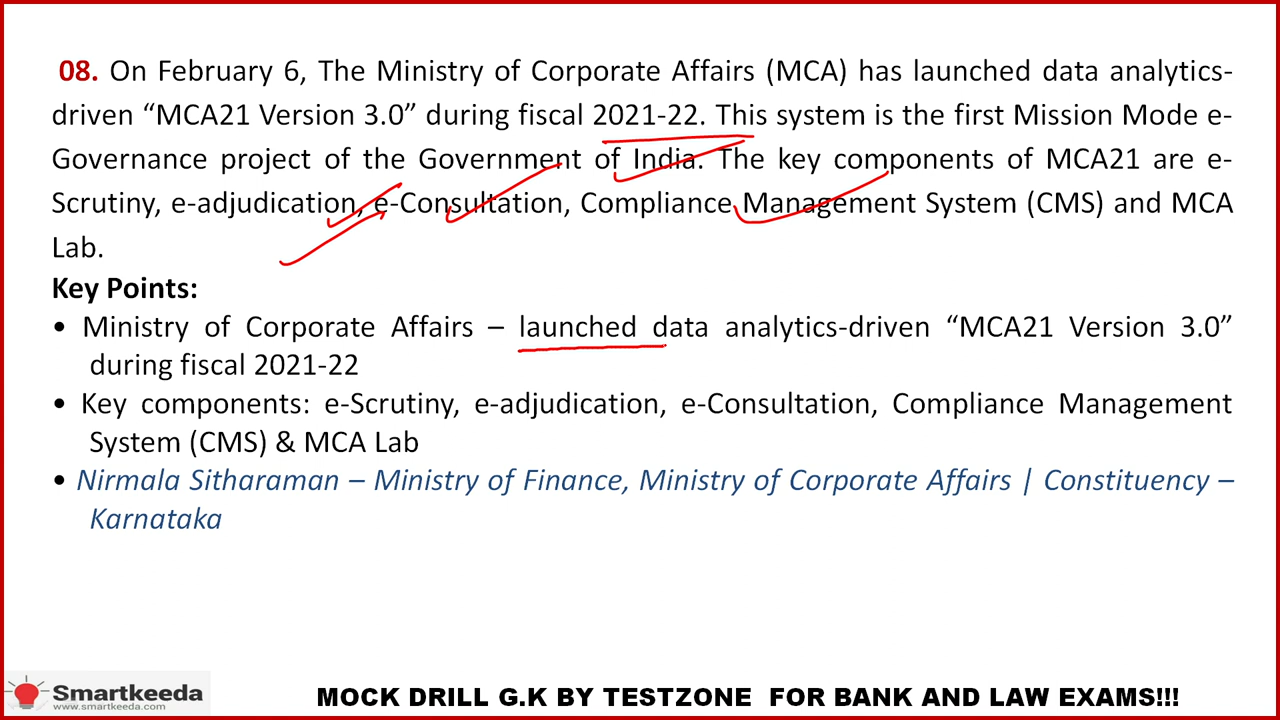 08. On February 6, The Ministry of Corporate Affairs (MCA) has launched data analytics-
driven “MCA21 Version 3.0” during fiscal 2021-22. This system is the first Mission Mode e-
Governance project of the Government of India. The key components of MCA21 are e-
Scrutiny, e-adjudication, e-Consultation, Compliance Management System (CMS) and MCA
Lab.
Key Points:
• Ministry of Corporate Affairs – launched data analytics-driven “MCA21 Version 3.0”
during fiscal 2021-22
• Key components: e-Scrutiny, e-adjudication, e-Consultation, Compliance Management
System (CMS) & MCA Lab
• Nirmala Sitharaman – Ministry of Finance, Ministry of Corporate Affairs | Constituency –
Karnataka
Smartkeeda
www.smartkeeda.com
MOCK DRILL G.K BY TESTZONE FOR BANK AND LAW EXAMS!!!